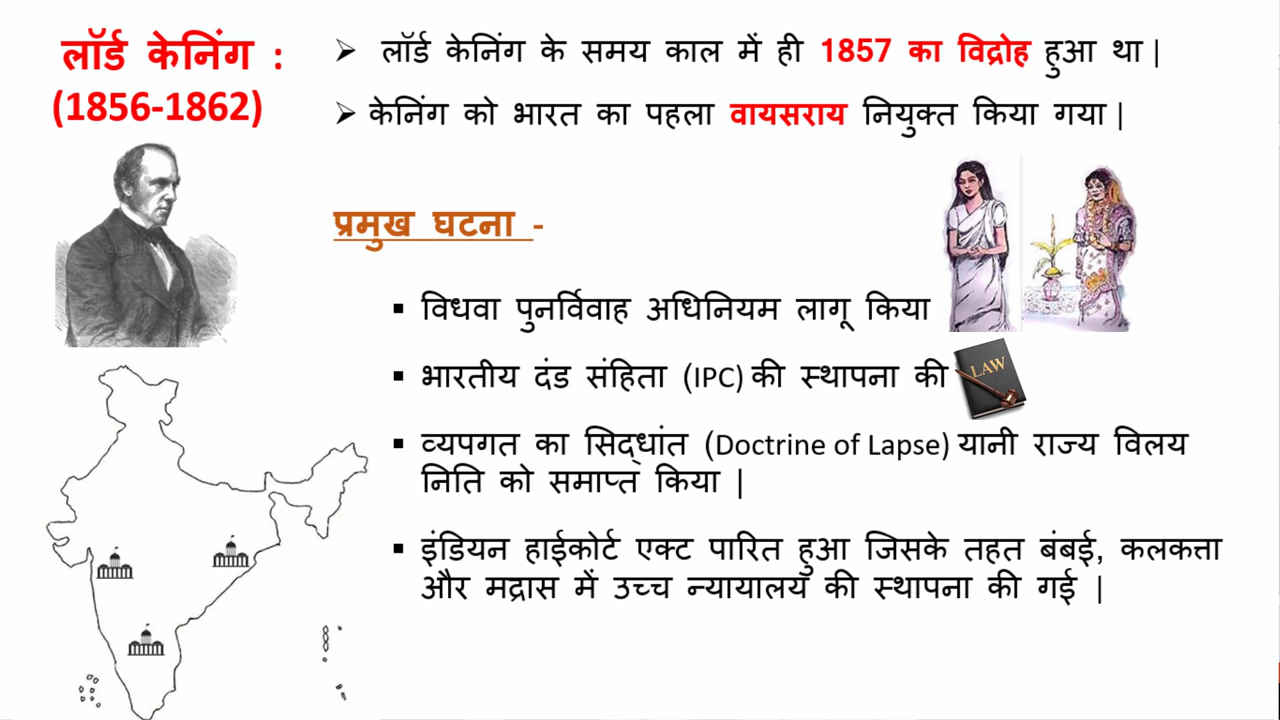 लॉर्ड केनिंग :
(1856-1862)
➢ लॉर्ड केनिंग के समय काल में ही 1857 का विद्रोह हुआ था |
➢ केनिंग को भारत का पहला वायसराय नियुक्त किया गया |
प्रमुख घटना -
▪ विधवा पुनर्विवाह अधिनियम लागू किया
▪ भारतीय दंड संहिता (IPC) की स्थापना की
LAW
▪ व्यपगत का सिद्धांत (Doctrine of Lapse) यानी राज्य विलय
निति को समाप्त किया |
▪ इंडियन हाईकोर्ट एक्ट पारित हुआ जिसके तहत बंबई, कलकत्ता
और मद्रास में उच्च न्यायालय की स्थापना की गई |